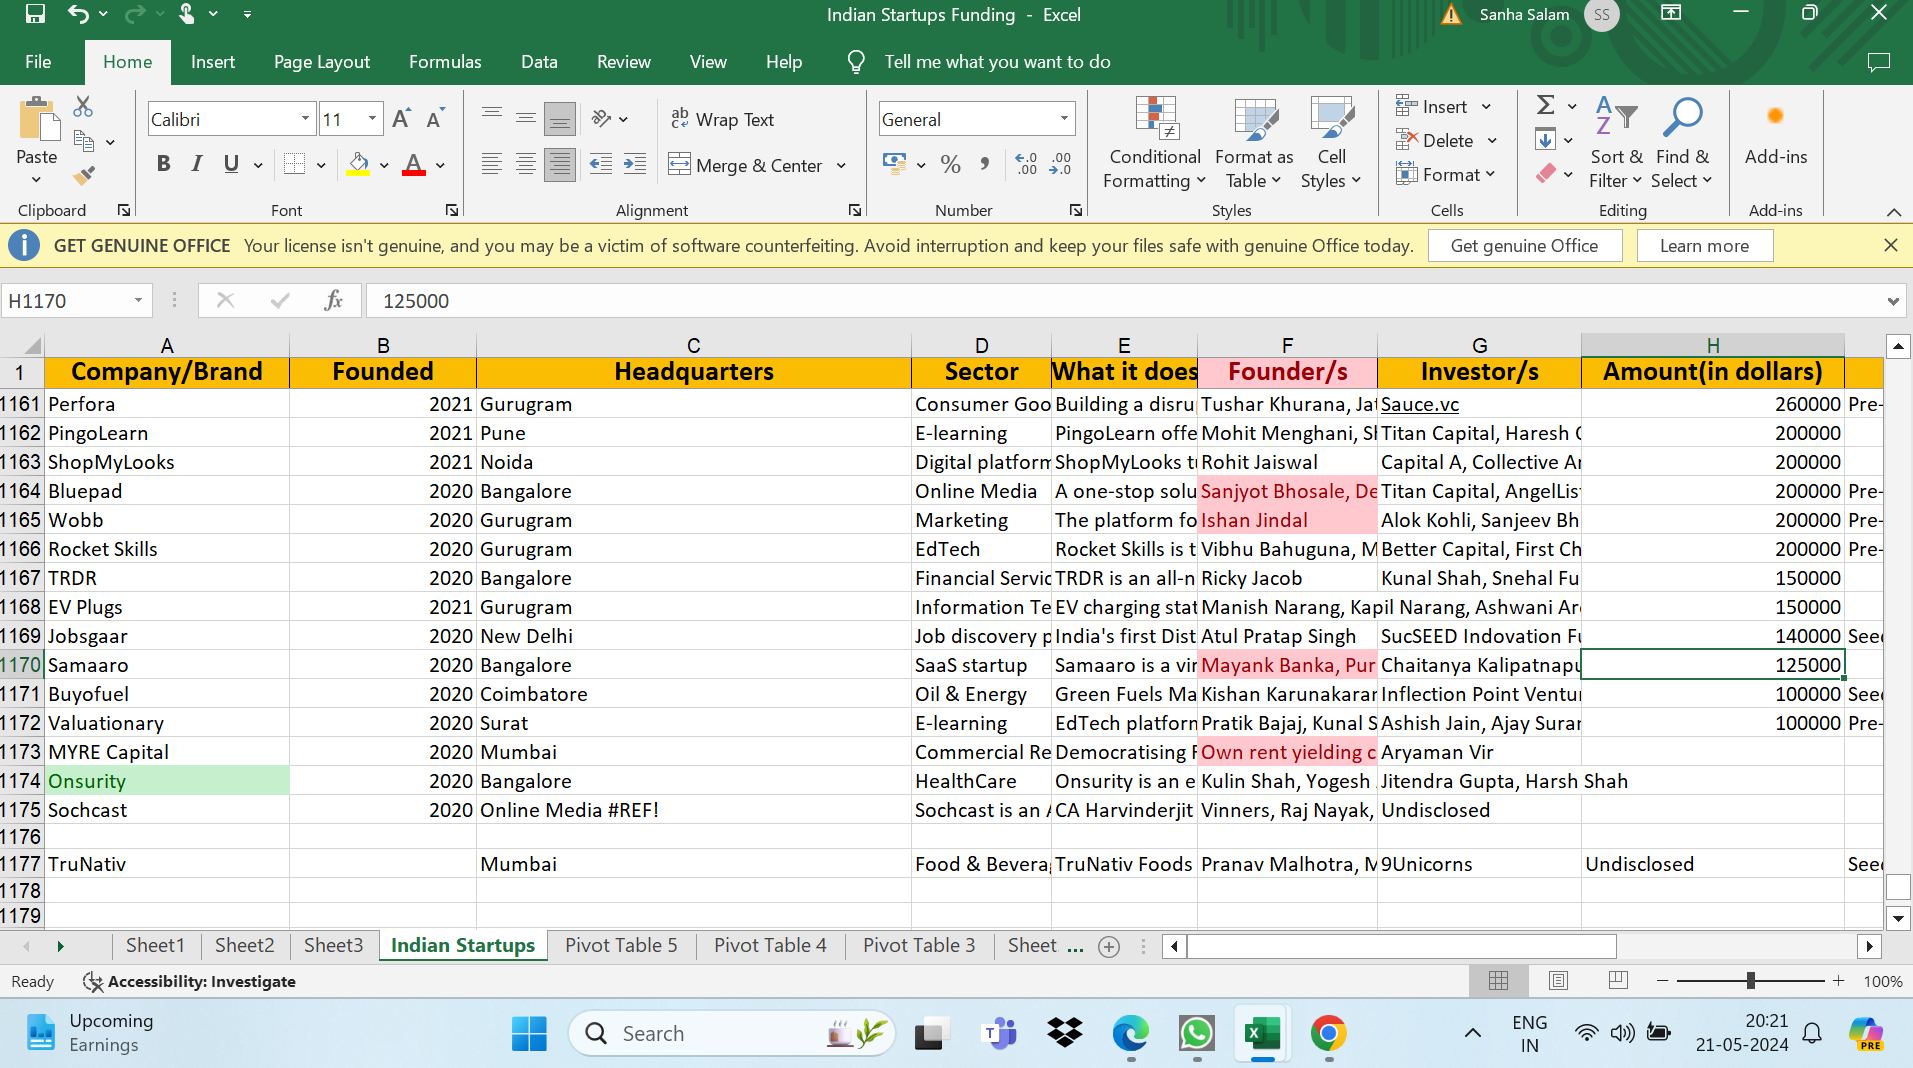 Indian Startups Funding - Excel
Sanha Salam
SS
File Home Insert Page Layout Formulas Data Review View Help Tell me what you want to do
Paste
Clipboard
Calibri 11
B I U
Font
Wrap Text
Merge & Center
Alignment
General
Number
Conditional Formatting
Format as Table
Cell Styles
Styles
Insert
Delete
Format
Cells
Sort & Filter
Find & Select
Editing
Add-ins
Add-ins
GET GENUINE OFFICE Your license isn't genuine, and you may be a victim of software counterfeiting. Avoid interruption and keep your files safe with genuine Office today. Get genuine Office Learn more
H1170 fx 125000
A B C D E F G H
1 Company/Brand Founded Headquarters Sector What it does Founder/s Investor/s Amount(in dollars)
1161 Perfora 2021 Gurugram Consumer Goo Building a disru Tushar Khurana, Jat Sauce.vc 260000 Pre-
1162 PingoLearn 2021 Pune E-learning PingoLearn offe Mohit Menghani, Sh Titan Capital, Haresh C 200000
1163 ShopMyLooks 2021 Noida Digital platform ShopMyLooks tu Rohit Jaiswal Capital A, Collective Ar 200000
1164 Bluepad 2020 Bangalore Online Media A one-stop solu Sanjyot Bhosale, De Titan Capital, AngelList 200000 Pre-
1165 Wobb 2020 Gurugram Marketing The platform fo Ishan Jindal Alok Kohli, Sanjeev Bh 200000 Pre-
1166 Rocket Skills 2020 Gurugram EdTech Rocket Skills is t Vibhu Bahuguna, M Better Capital, First Ch 200000 Pre-
1167 TRDR 2020 Bangalore Financial Servic TRDR is an all-n Ricky Jacob Kunal Shah, Snehal Fu 150000
1168 EV Plugs 2021 Gurugram Information Te EV charging stat Manish Narang, Kapil Narang, Ashwani Aro 150000
1169 Jobsgaar 2020 New Delhi Job discovery p India's first Dist Atul Pratap Singh SucSEED Indovation Fu 140000 Seed
1170 Samaaro 2020 Bangalore SaaS startup Samaaro is a vir Mayank Banka, Pur Chaitanya Kalipatnapu 125000
1171 Buyofuel 2020 Coimbatore Oil & Energy Green Fuels Ma Kishan Karunakaran Inflection Point Ventur 100000 Seed
1172 Valuationary 2020 Surat E-learning EdTech platform Pratik Bajaj, Kunal S Ashish Jain, Ajay Suran 100000 Pre-
1173 MYRE Capital 2020 Mumbai Commercial Re Democratising R Own rent yielding c Aryaman Vir
1174 Onsurity 2020 Bangalore HealthCare Onsurity is an e Kulin Shah, Yogesh Jitendra Gupta, Harsh Shah
1175 Sochcast 2020 Online Media #REF! Sochcast is an A CA Harvinderjit Vinners, Raj Nayak, Undisclosed
1176
1177 TruNativ Mumbai Food & Bevera TruNativ Foods Pranav Malhotra, M 9Unicorns Undisclosed Seed
1178
1179
Sheet1 Sheet2 Sheet3 Indian Startups Pivot Table 5 Pivot Table 4 Pivot Table 3 Sheet ...
Ready Accessibility: Investigate 100%
Upcoming
Earnings
Search
ENG
IN
20:21
21-05-2024
PRE